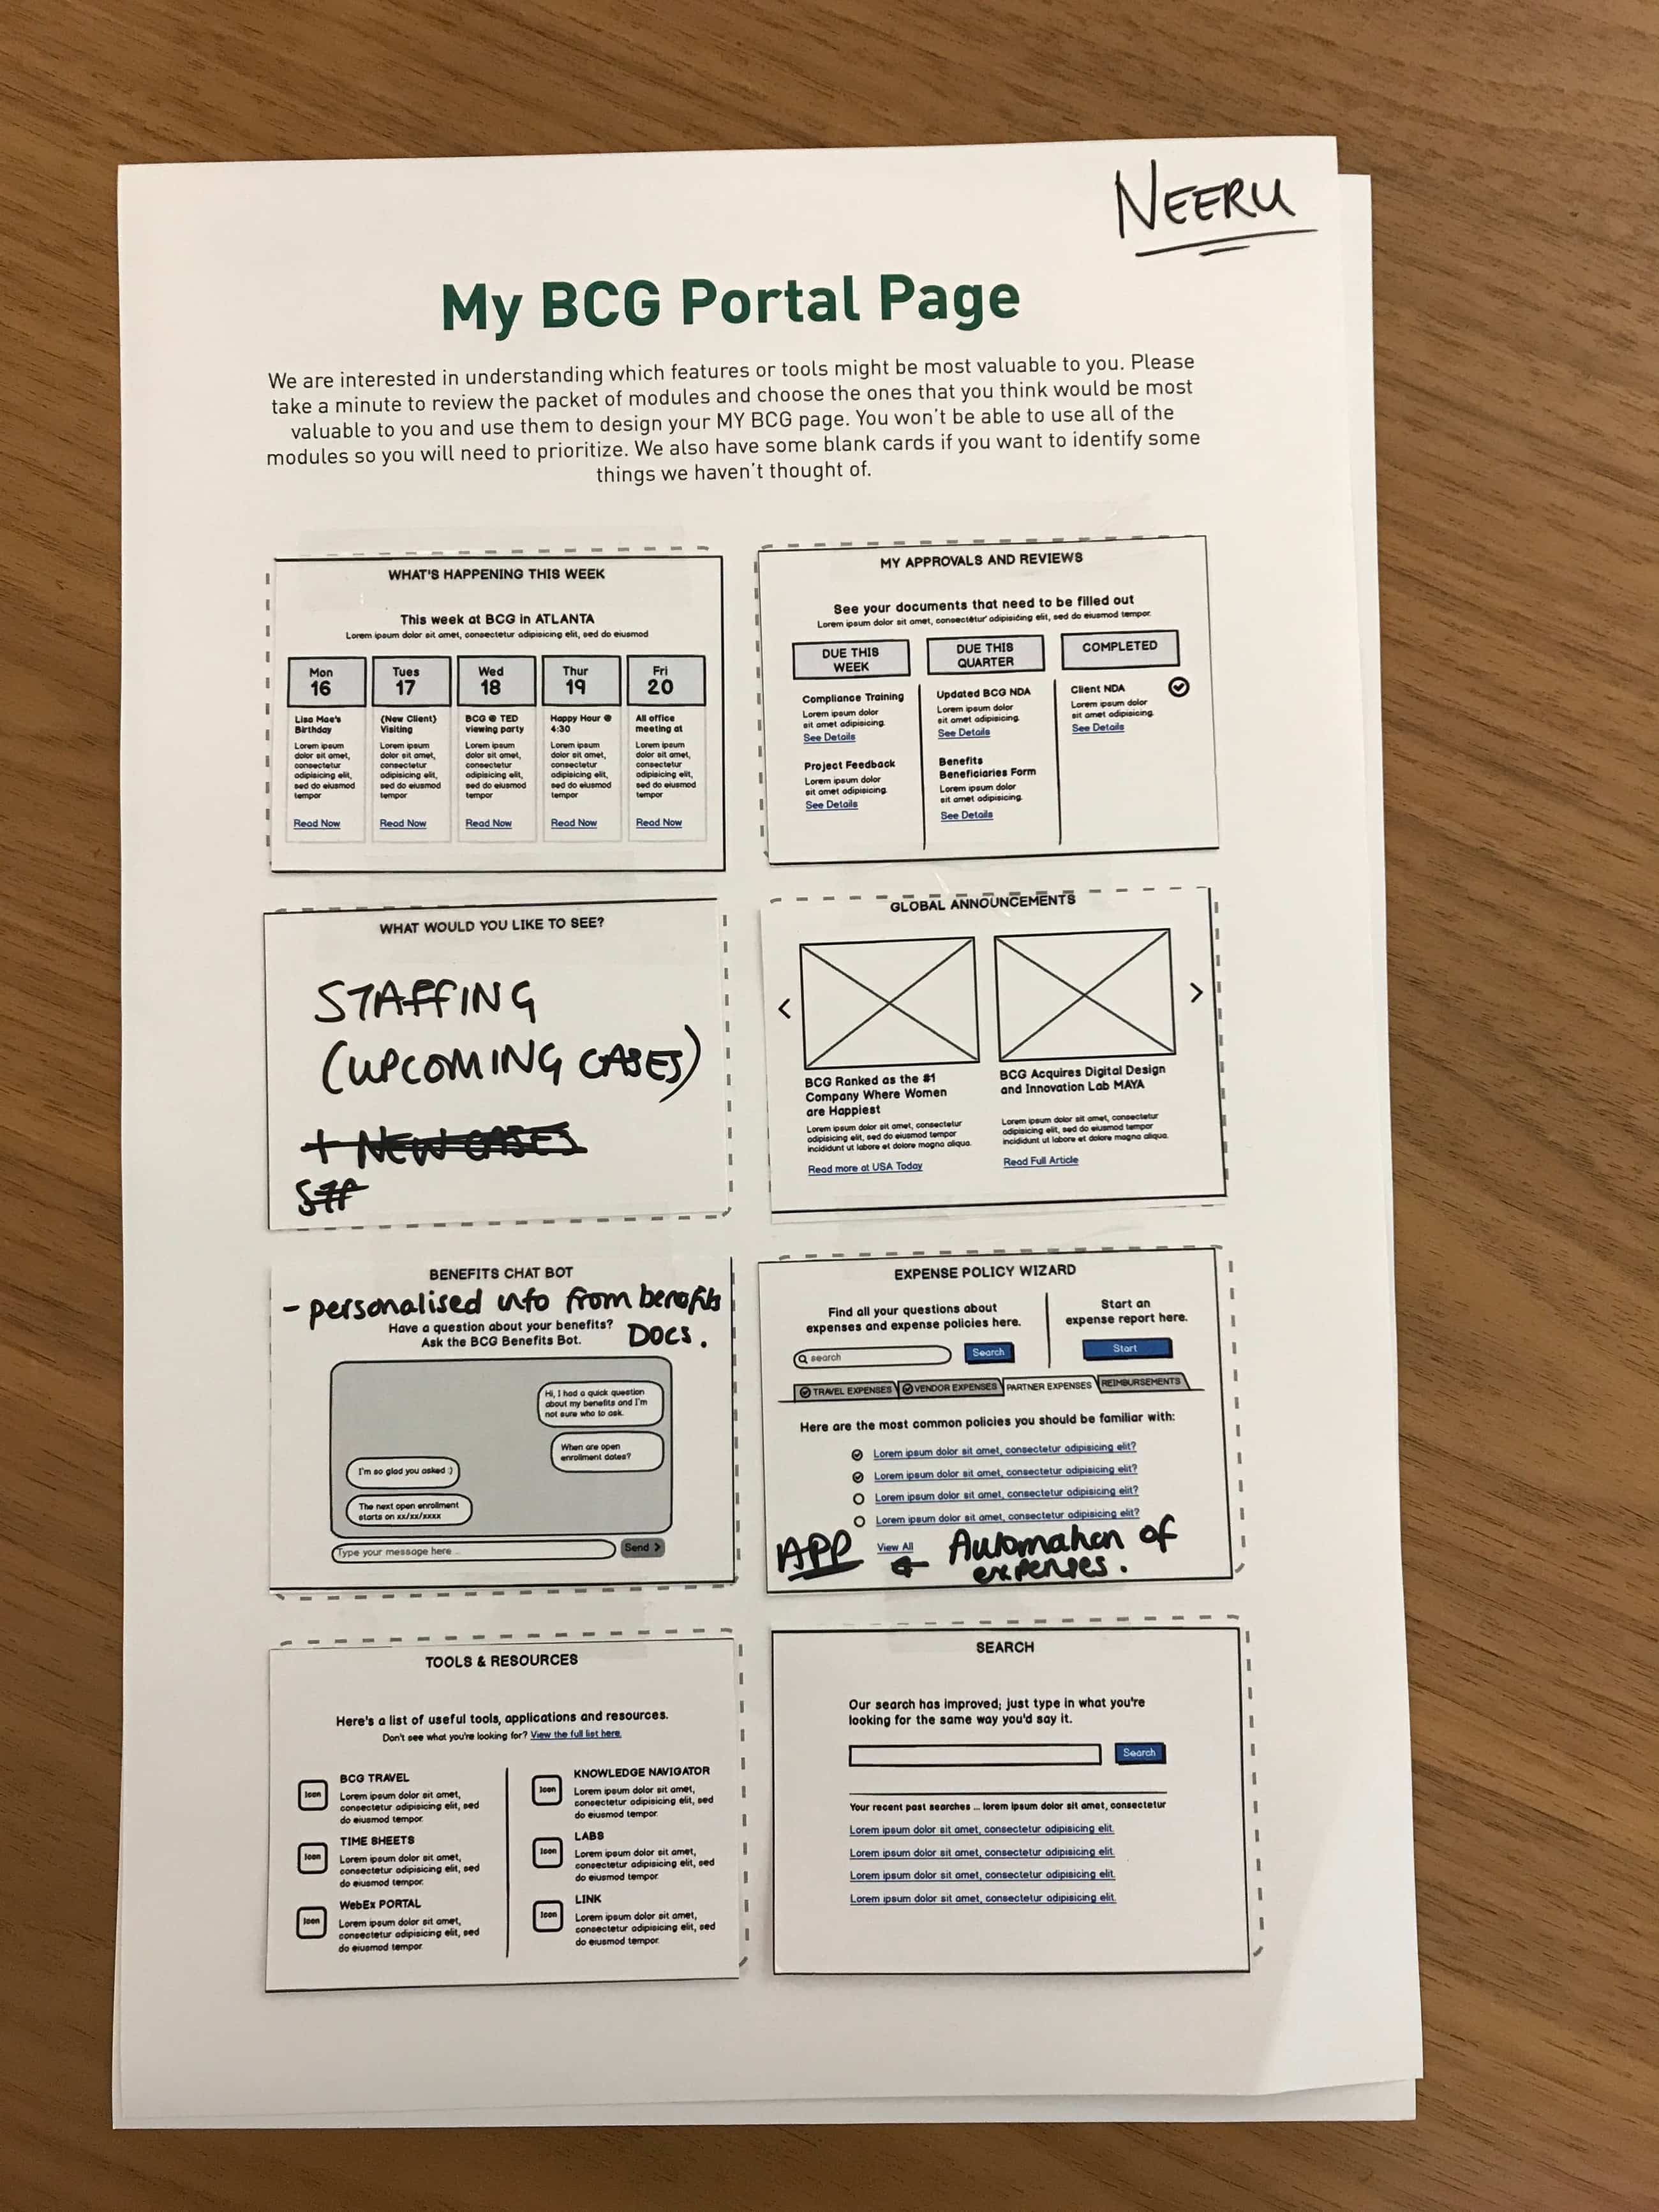 NEERU
My BCG Portal Page
We are interested in understanding which features or tools might be most valuable to you. Please
take a minute to review the packet of modules and choose the ones that you think would be most
valuable to you and use them to design your MY BCG page. You won't be able to use all of the
modules so you will need to prioritize. We also have some blank cards if you want to identify some
things we haven't thought of.
WHAT'S HAPPENING THIS WEEK
This week at BCG in ATLANTA
Lorem ipsum dolor sit amet, consectetur adipisicing elit, sed do eiusmod
Mon
16
Tues
17
Wed
18
Thur
19
Fri
20
Lisa Mae's
Birthday
Lorem ipsum
dolor sit amet,
consectetur
adipisicing elit,
sed do eiusmod
tempor
Read Now
(New Client)
Visiting
Lorem ipsum
dolor sit amet,
consectetur
adipisicing elit,
sed do eiusmod
tempor
Read Now
BCG @ TED
viewing party
Lorem ipsum
dolor sit amet,
consectetur
adipisicing elit,
sed do eiusmod
tempor
Read Now
Happy Hour @
4:30
Lorem ipsum
dolor sit amet,
consectetur
adipisicing elit,
sed do eiusmod
tempor
Read Now
All office
meeting at
Lorem ipsum
dolor sit amet,
consectetur
adipisicing elit,
sed do eiusmod
tempor
Read Now
MY APPROVALS AND REVIEWS
See your documents that need to be filled out
Lorem ipsum dolor sit amet, consectetur adipisicing elit, sed do eiusmod tempor.
DUE THIS
WEEK
DUE THIS
QUARTER
COMPLETED
Compliance Training
Lorem ipsum dolor
sit amet adipisicing.
See Details
Project Feedback
Lorem ipsum dolor
sit amet adipisicing.
See Details
Updated BCG NDA
Lorem ipsum dolor
sit amet adipisicing.
See Details
Benefits
Beneficiaries Form
Lorem ipsum dolor
sit amet adipisicing.
See Details
Client NDA
Lorem ipsum dolor
sit amet adipisicing.
See Details
WHAT WOULD YOU LIKE TO SEE?
STAFFING
(UPCOMING CASES)
+ NEW CASES
GLOBAL ANNOUNCEMENTS
<
>
BCG Ranked as the #1
Company Where Women
are Happiest
Lorem ipsum dolor sit amet, consectetur
adipisicing elit, sed do eiusmod tempor
incididunt ut labore et dolore magna aliqua.
Read more at USA Today
BCG Acquires Digital Design
and Innovation Lab MAYA
Lorem ipsum dolor sit amet, consectetur
adipisicing elit, sed do eiusmod tempor
incididunt ut labore et dolore magna aliqua.
Read Full Article
BENEFITS CHAT BOT
- personalised info from benefits
DOCS.
Have a question about your benefits?
Ask the BCG Benefits Bot.
Hi, I had a quick question
about my benefits and I'm
not sure who to ask.
When are open
enrollment dates?
I'm so glad you asked :)
The next open enrollment
starts on xx/xx/xxxx
Type your message here ...
Send >
EXPENSE POLICY WIZARD
Find all your questions about
expenses and expense policies here.
search
Search
Start an
expense report here.
Start
TRAVEL EXPENSES
VENDOR EXPENSES
PARTNER EXPENSES
REIMBURSEMENTS
Here are the most common policies you should be familiar with:
Lorem ipsum dolor sit amet, consectetur adipisicing elit?
Lorem ipsum dolor sit amet, consectetur adipisicing elit?
Lorem ipsum dolor sit amet, consectetur adipisicing elit?
Lorem ipsum dolor sit amet, consectetur adipisicing elit?
View All
APP
Automation of
expenses.
TOOLS & RESOURCES
Here's a list of useful tools, applications and resources.
Don't see what you're looking for? View the full list here.
Icon
BCG TRAVEL
Lorem ipsum dolor sit amet,
consectetur adipisicing elit, sed
do eiusmod tempor.
Icon
TIME SHEETS
Lorem ipsum dolor sit amet,
consectetur adipisicing elit, sed
do eiusmod tempor.
Icon
WebEx PORTAL
Lorem ipsum dolor sit amet,
consectetur adipisicing elit, sed
do eiusmod tempor.
Icon
KNOWLEDGE NAVIGATOR
Lorem ipsum dolor sit amet,
consectetur adipisicing elit, sed
do eiusmod tempor.
Icon
LABS
Lorem ipsum dolor sit amet,
consectetur adipisicing elit, sed
do eiusmod tempor.
Icon
LINK
Lorem ipsum dolor sit amet,
consectetur adipisicing elit, sed
do eiusmod tempor.
SEARCH
Our search has improved; just type in what you're
looking for the same way you'd say it.
Search
Your recent past searches ... lorem ipsum dolor sit amet, consectetur
Lorem ipsum dolor sit amet, consectetur adipisicing elit.
Lorem ipsum dolor sit amet, consectetur adipisicing elit.
Lorem ipsum dolor sit amet, consectetur adipisicing elit.
Lorem ipsum dolor sit amet, consectetur adipisicing elit.